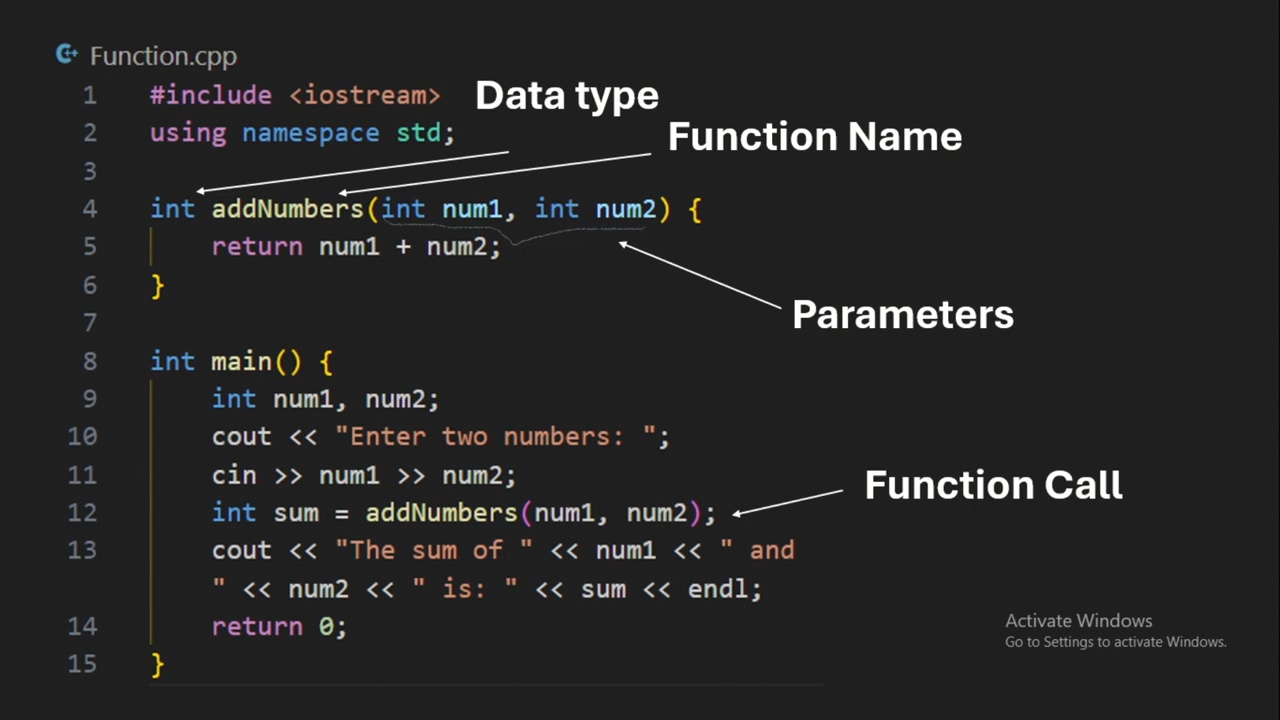 Function.cpp
1 #include <iostream> Data type
2 using namespace std; Function Name
3
4 int addNumbers(int num1, int num2) {
5 return num1 + num2;
6 }
7 Parameters
8 int main() {
9 int num1, num2;
10 cout << "Enter two numbers: ";
11 cin >> num1 >> num2; Function Call
12 int sum = addNumbers(num1, num2);
13 cout << "The sum of " << num1 << " and
" << num2 << " is: " << sum << endl;
14 return 0;
15 }
Activate Windows
Go to Settings to activate Windows.